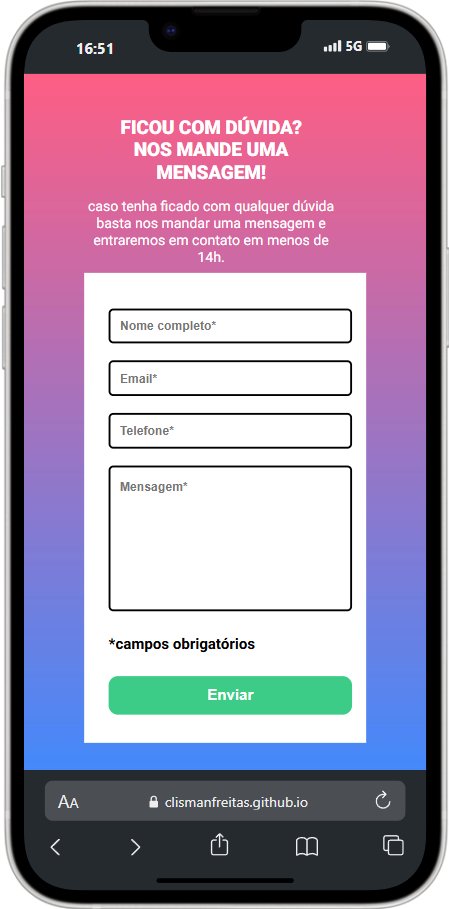 16:51
5G
FICOU COM DÚVIDA?
NOS MANDE UMA
MENSAGEM!
caso tenha ficado com qualquer dúvida
basta nos mandar uma mensagem e
entraremos em contato em menos de
14h.
Nome completo*
Email*
Telefone*
Mensagem*
*campos obrigatórios
Enviar
AA
clismanfreitas.github.io